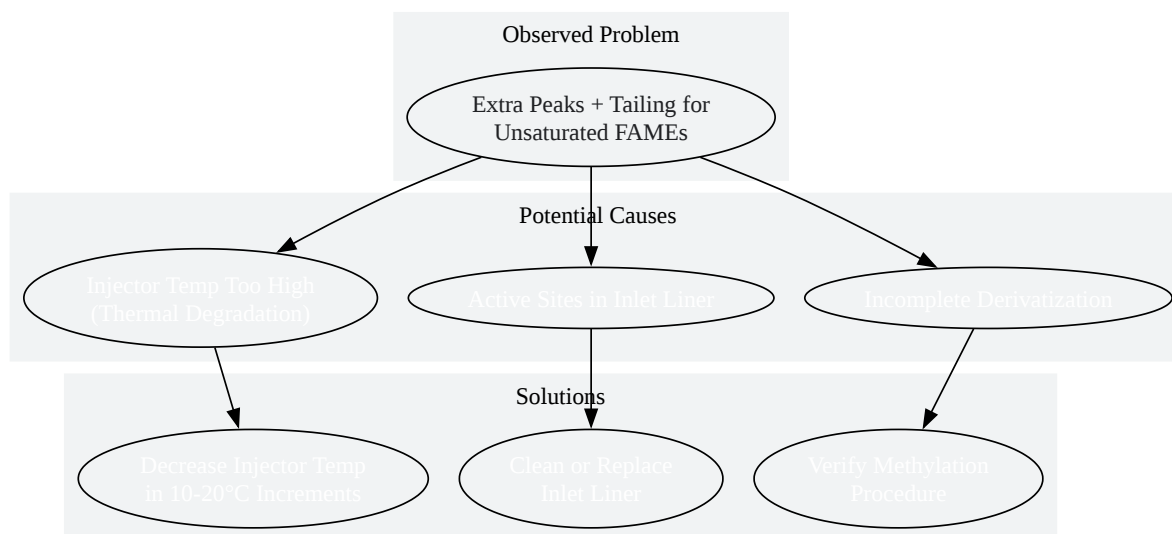 Observed Problem
Extra Peaks + Tailing for
Unsaturated FAMEs
Potential Causes
Injector Temp Too High
(Thermal Degradation)
Active Sites in Inlet Liner
Incomplete Derivatization
Solutions
Decrease Injector Temp
in 10-20°C Increments
Clean or Replace
Inlet Liner
Verify Methylation
Procedure